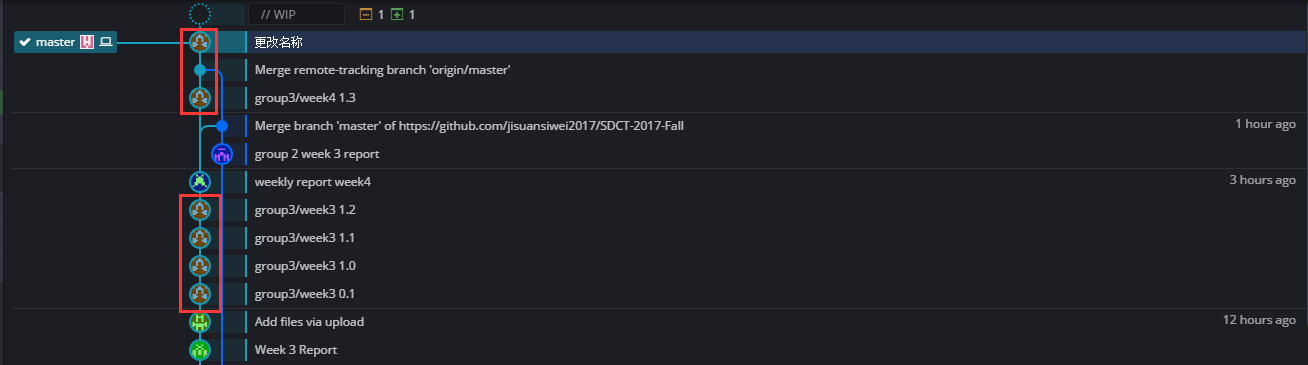 // WIP 1 1
master 更改名称
Merge remote-tracking branch 'origin/master'
group3/week4 1.3
Merge branch 'master' of https://github.com/jisuansiwei2017/SDCT-2017-Fall 1 hour ago
group 2 week 3 report
weekly report week4 3 hours ago
group3/week3 1.2
group3/week3 1.1
group3/week3 1.0
group3/week3 0.1
Add files via upload 12 hours ago
Week 3 Report